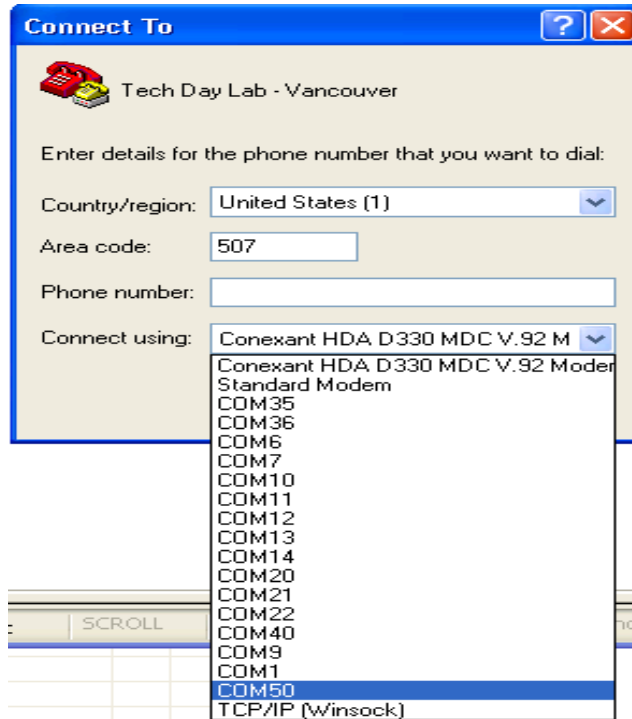 Connect To
Tech Day Lab - Vancouver
Enter details for the phone number that you want to dial:
Country/region: United States (1)
Area code: 507
Phone number:
Connect using: Conexant HDA D330 MDC V.92 M
Conexant HDA D330 MDC V.92 Moder
Standard Modem
COM35
COM36
COM6
COM7
COM10
COM11
COM12
COM13
COM14
COM20
COM21
COM22
COM40
SCROLL
COM9
COM1
COM50
TCP/IP (Winsock)